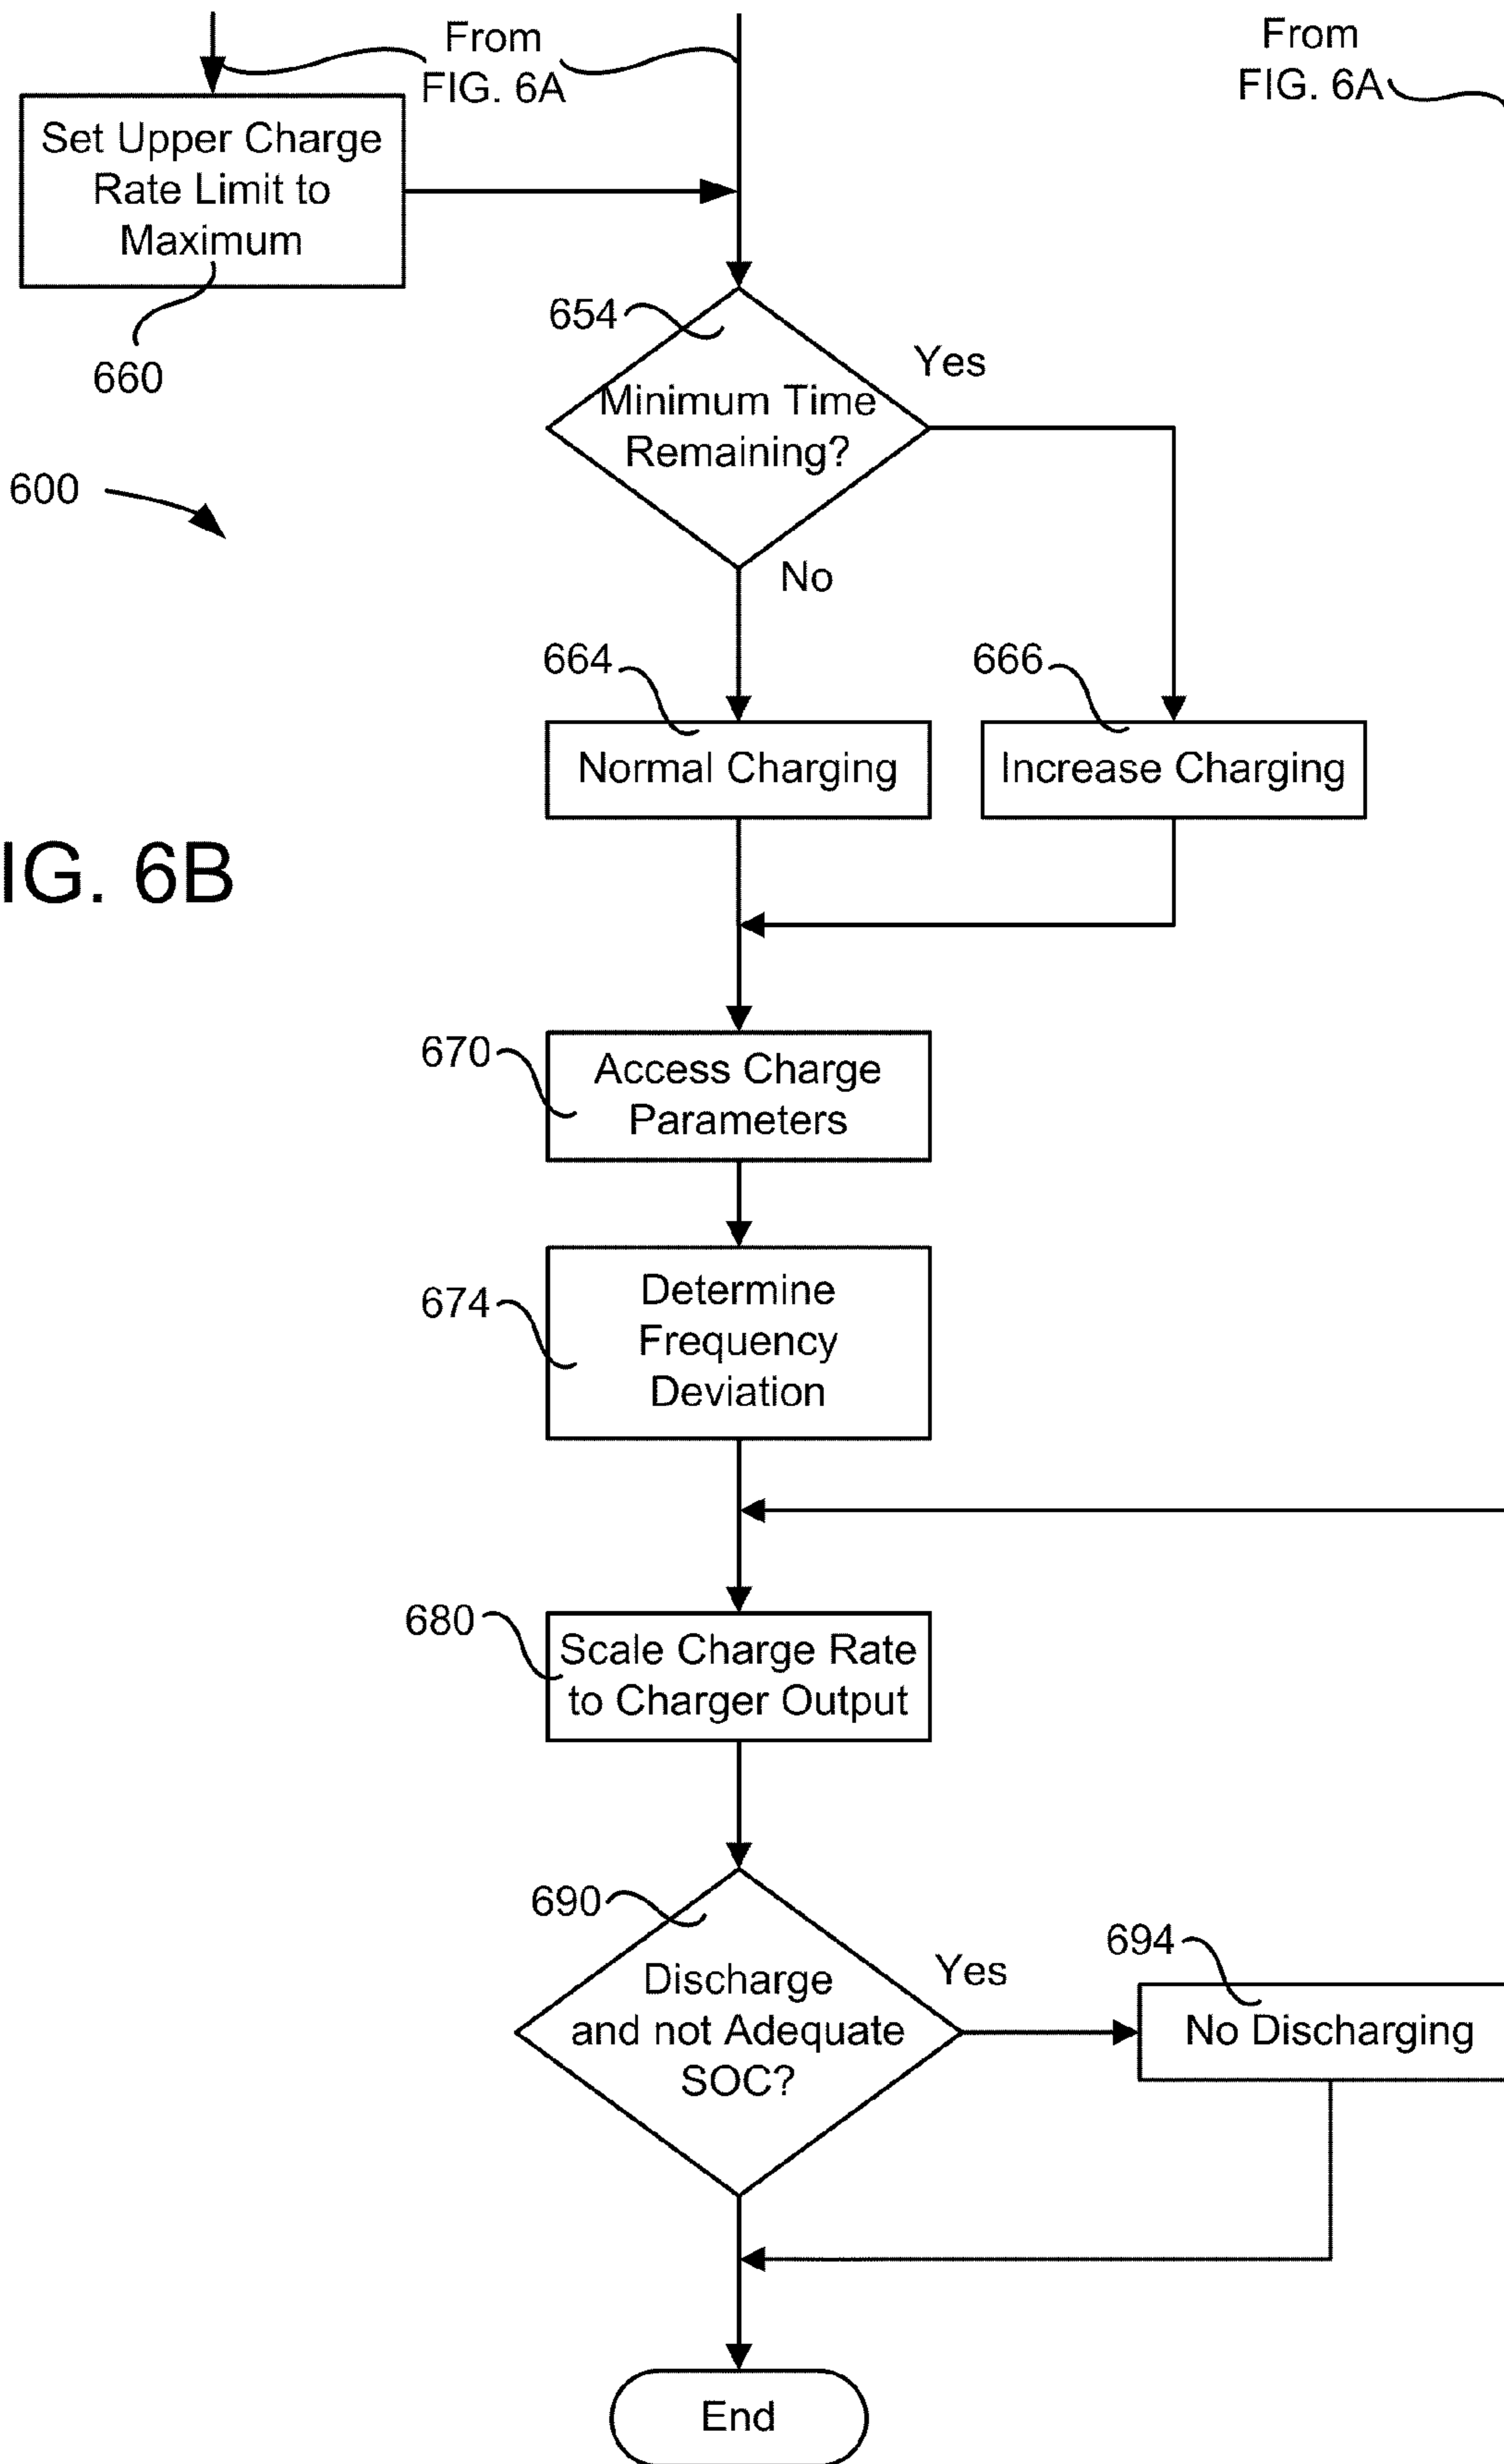 From
FIG. 6A
From
FIG. 6A
Set Upper Charge
Rate Limit to
Maximum
660
654
Yes
Minimum Time
Remaining?
600
No
664
666
Normal Charging
Increase Charging
IG. 6B
670
Access Charge
Parameters
674
Determine
Frequency
Deviation
680
Scale Charge Rate
to Charger Output
690
Yes
694
Discharge
and not Adequate
SOC?
No Discharging
End